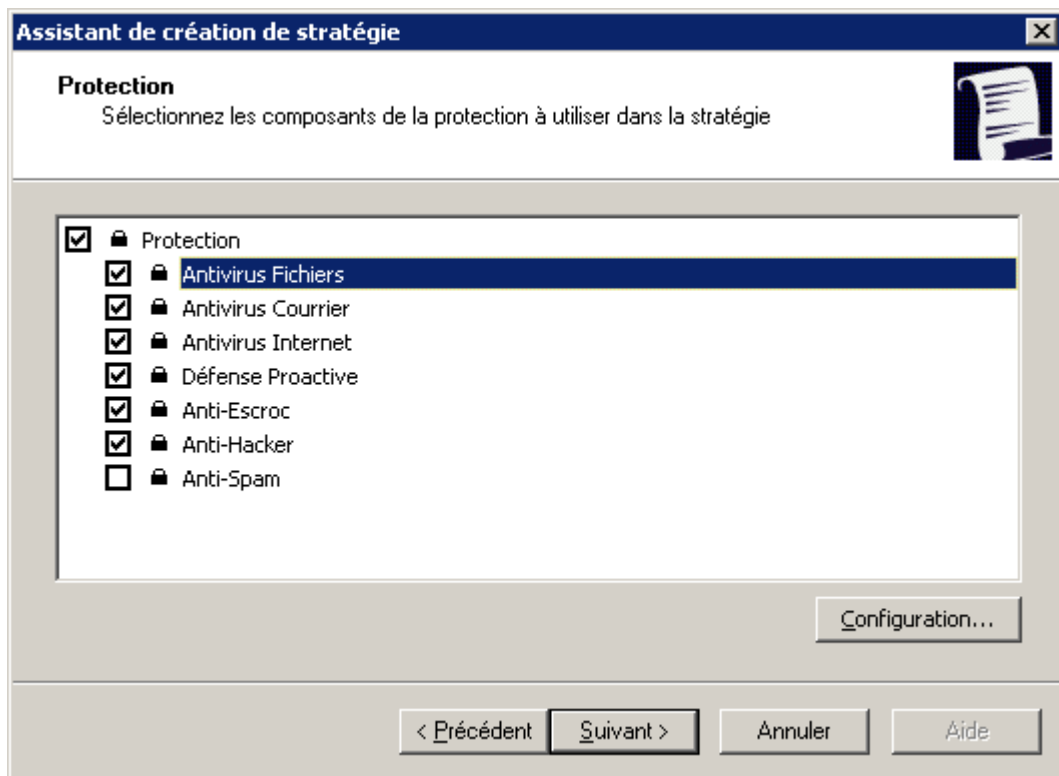 Assistant de création de stratégie
Protection
Sélectionnez les composants de la protection à utiliser dans la stratégie
Protection
Antivirus Fichiers
Antivirus Courrier
Antivirus Internet
Défense Proactive
Anti-Escroc
Anti-Hacker
Anti-Spam
Configuration...
< Précédent Suivant > Annuler Aide